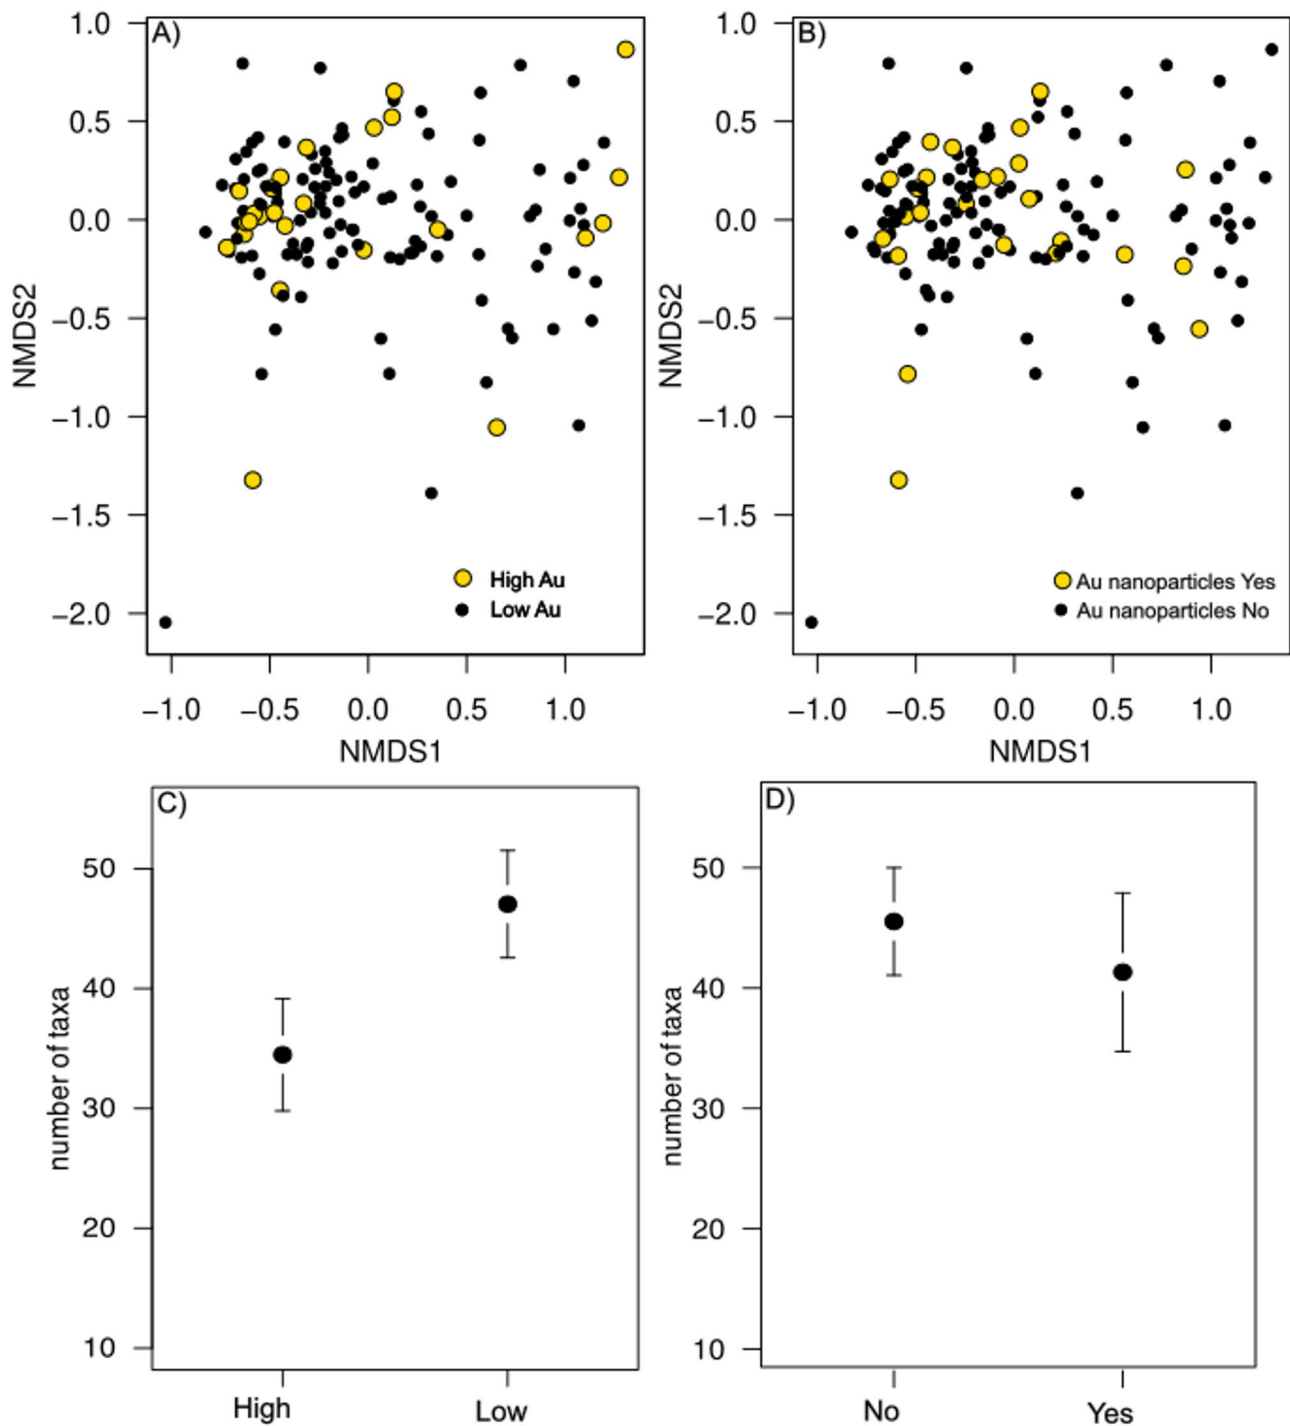 A)
1.0
0.5
0.0
−0.5
−1.0
−1.5
−2.0
NMDS2
High Au
Low Au
−1.0 −0.5 0.0 0.5 1.0
NMDS1
B)
1.0
0.5
0.0
−0.5
−1.0
−1.5
−2.0
NMDS2
Au nanoparticles Yes
Au nanoparticles No
−1.0 −0.5 0.0 0.5 1.0
NMDS1
C)
50
40
30
20
10
number of taxa
High Low
D)
50
40
30
20
10
number of taxa
No Yes